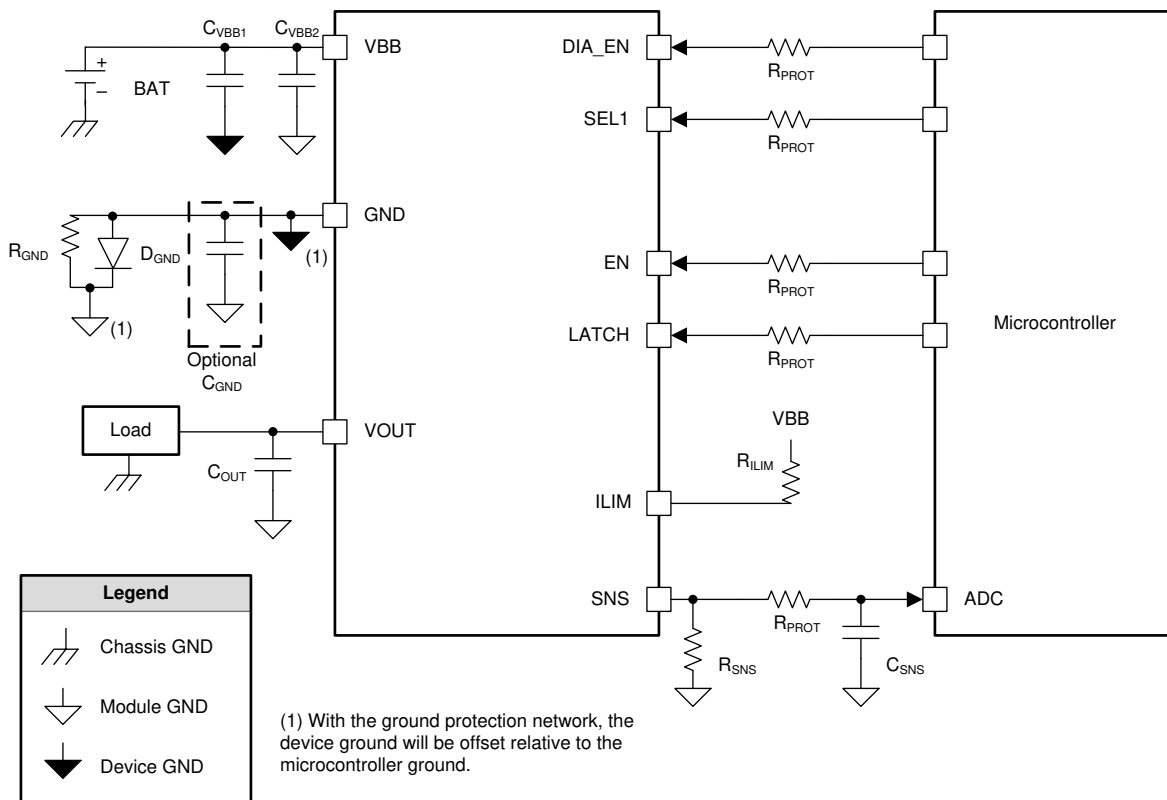 C_VBB1 C_VBB2
VBB
DIA_EN
R_PROT
+
BAT
−
SEL1
R_PROT
GND
R_GND
D_GND
(1)
EN
R_PROT
(1)
Optional
C_GND
LATCH
R_PROT
Microcontroller
Load
VOUT
C_OUT
VBB
R_ILIM
ILIM
SNS
R_PROT
ADC
R_SNS
C_SNS
Legend
Chassis GND
Module GND
Device GND
(1) With the ground protection network, the
device ground will be offset relative to the
microcontroller ground.